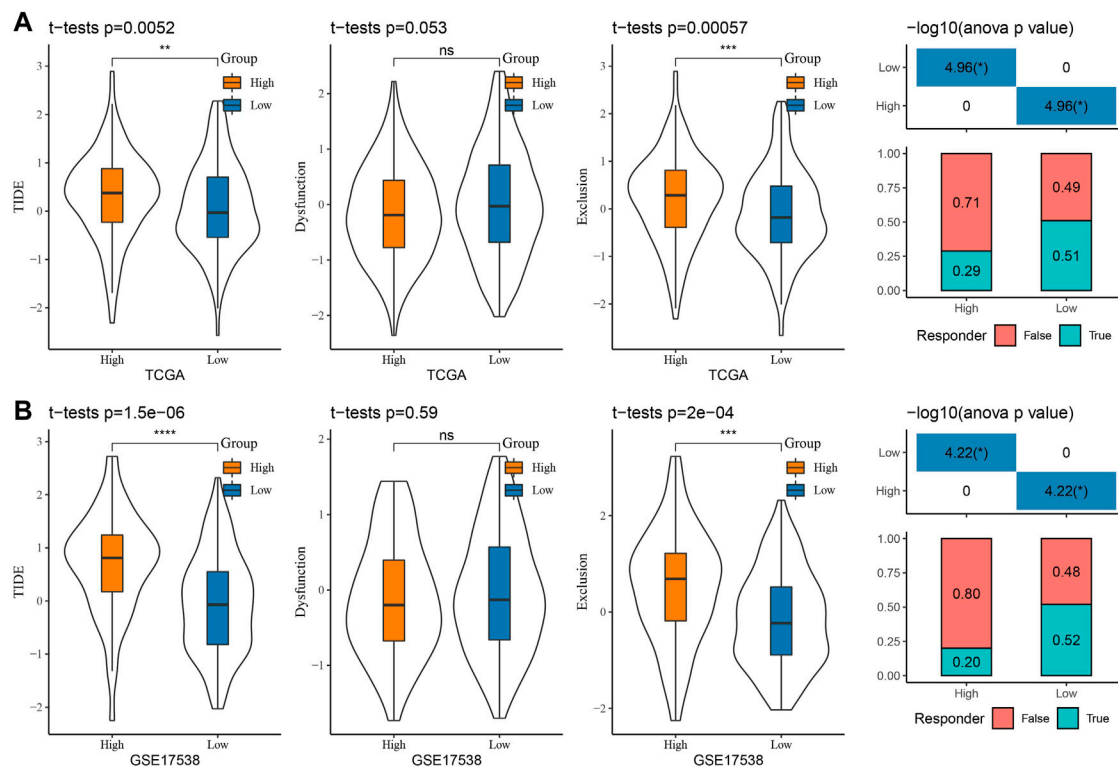 A
t-tests p=0.0052
**
Group
High
Low
TIDE
3
2
1
0
-1
-2
High
Low
TCGA
t-tests p=0.053
ns
Group
High
Low
Dysfunction
2
1
0
-1
-2
High
Low
TCGA
t-tests p=0.00057
***
Group
High
Low
Exclusion
3
2
1
0
-1
-2
High
Low
TCGA
-log10(anova p value)
Low
4.96(*)
0
High
0
4.96(*)
1.00
0.75
0.50
0.25
0.00
0.71
0.29
0.49
0.51
High
Low
Responder
False
True
B
t-tests p=1.5e-06
****
Group
High
Low
TIDE
3
2
1
0
-1
-2
High
Low
GSE17538
t-tests p=0.59
ns
Group
High
Low
Dysfunction
2
1
0
-1
High
Low
GSE17538
t-tests p=2e-04
***
Group
High
Low
Exclusion
2
0
-2
High
Low
GSE17538
-log10(anova p value)
Low
4.22(*)
0
High
0
4.22(*)
1.00
0.75
0.50
0.25
0.00
0.80
0.20
0.48
0.52
High
Low
Responder
False
True